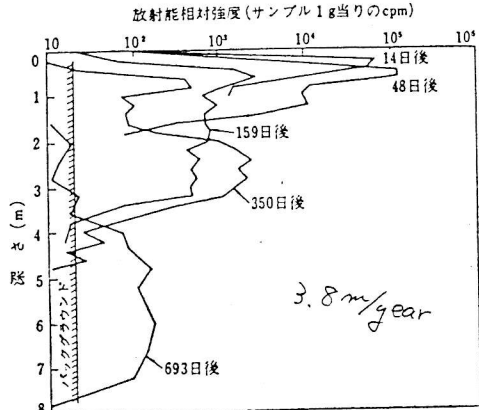 放射能相対強度(サンプル1g当りのcpm)
10 10² 10³ 10⁴ 10⁵ 10⁶
0
1
2
3
4
5
6
7
8
深さ(m)
バックグラウンド
14日後
48日後
159日後
350日後
3.8m/year
693日後